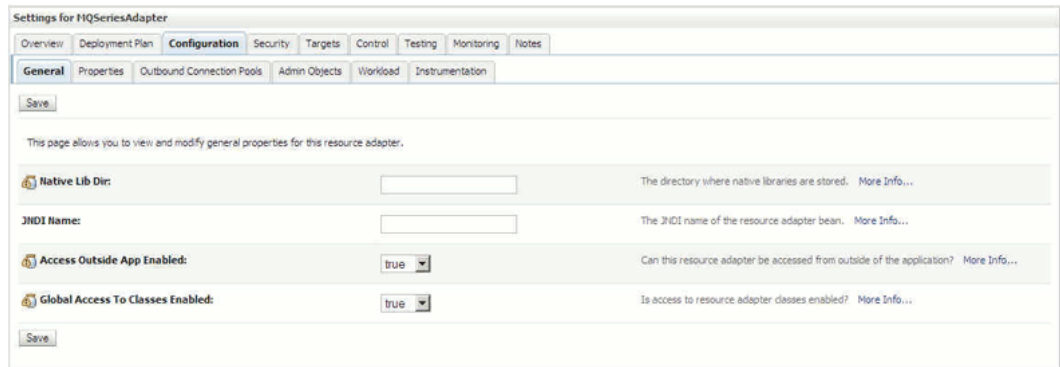 Settings for MQSeriesAdapter
Overview Deployment Plan Configuration Security Targets Control Testing Monitoring Notes
General Properties Outbound Connection Pools Admin Objects Workload Instrumentation
Save
This page allows you to view and modify general properties for this resource adapter.
Native Lib Dir: The directory where native libraries are stored. More Info...
JNDI Name: The JNDI name of the resource adapter bean. More Info...
Access Outside App Enabled: true Can this resource adapter be accessed from outside of the application? More Info...
Global Access To Classes Enabled: true Is access to resource adapter classes enabled? More Info...
Save